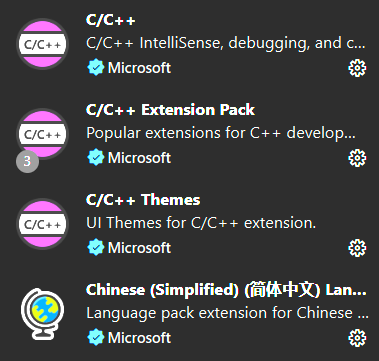 C/C++
C/C++
C/C++ IntelliSense, debugging, and c...
Microsoft
C/C++ Extension Pack
C/C++
Popular extensions for C++ develop...
3
Microsoft
C/C++ Themes
C/C++
UI Themes for C/C++ extension.
Microsoft
Chinese (Simplified) (简体中文) Lan...
Language pack extension for Chinese ...
Microsoft